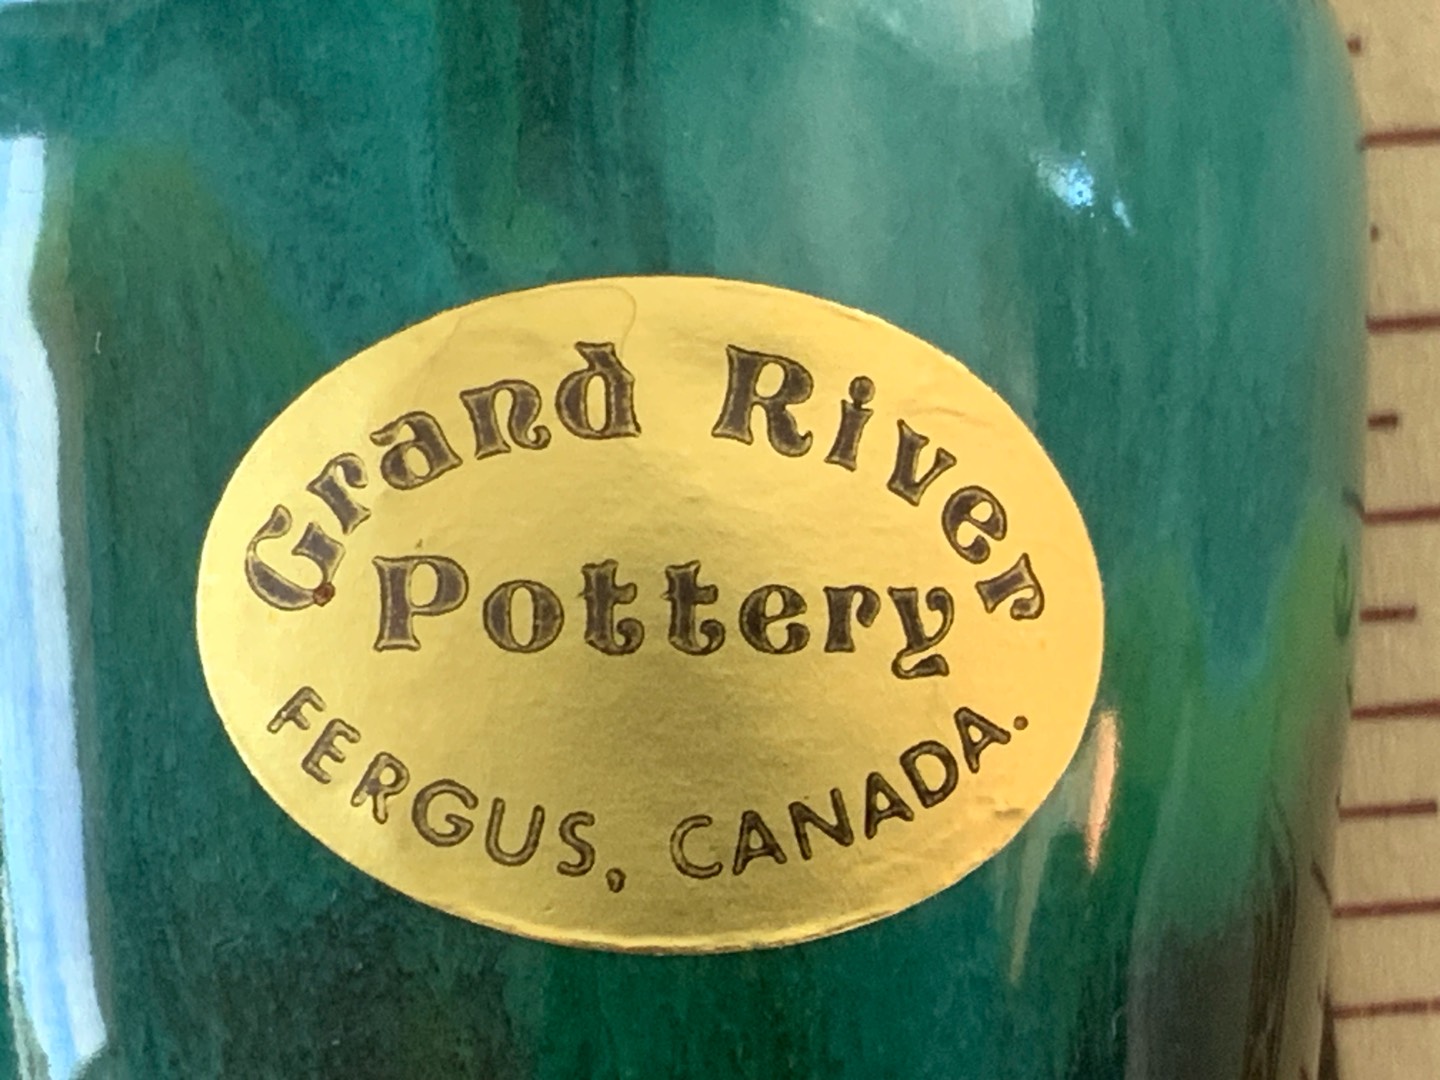 Grand River
Pottery
FERGUS, CANADA.